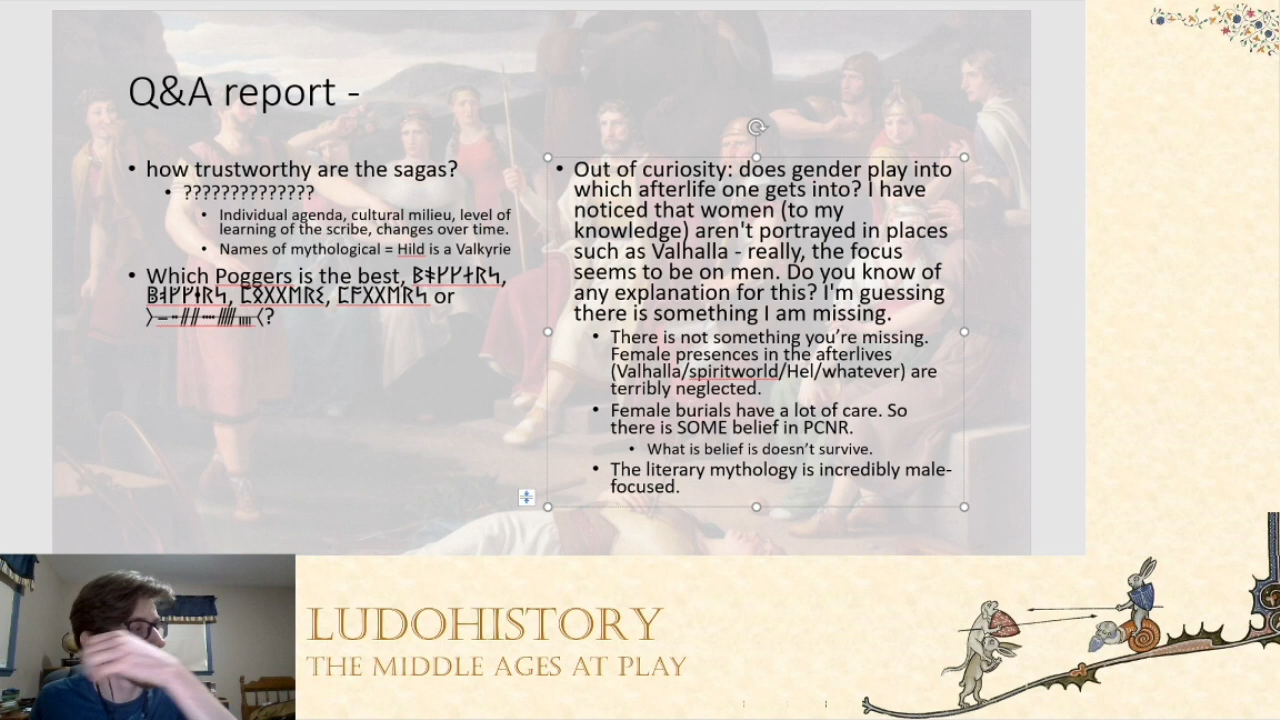 Q&A report -
how trustworthy are the sagas?
??????????????
Individual agenda, cultural milieu, level of
learning of the scribe, changes over time.
Names of mythological = Hild is a Valkyrie
Which Poggers is the best,
or
?
Out of curiosity: does gender play into
which afterlife one gets into? I have
noticed that women (to my
knowledge) aren't portrayed in places
such as Valhalla - really, the focus
seems to be on men. Do you know of
any explanation for this? I'm guessing
there is something I am missing.
There is not something you’re missing.
Female presences in the afterlives
(Valhalla/spiritworld/Hel/whatever) are
terribly neglected.
Female burials have a lot of care. So
there is SOME belief in PCNR.
What is belief is doesn’t survive.
The literary mythology is incredibly male-
focused.
LUDOHISTORY
THE MIDDLE AGES AT PLAY